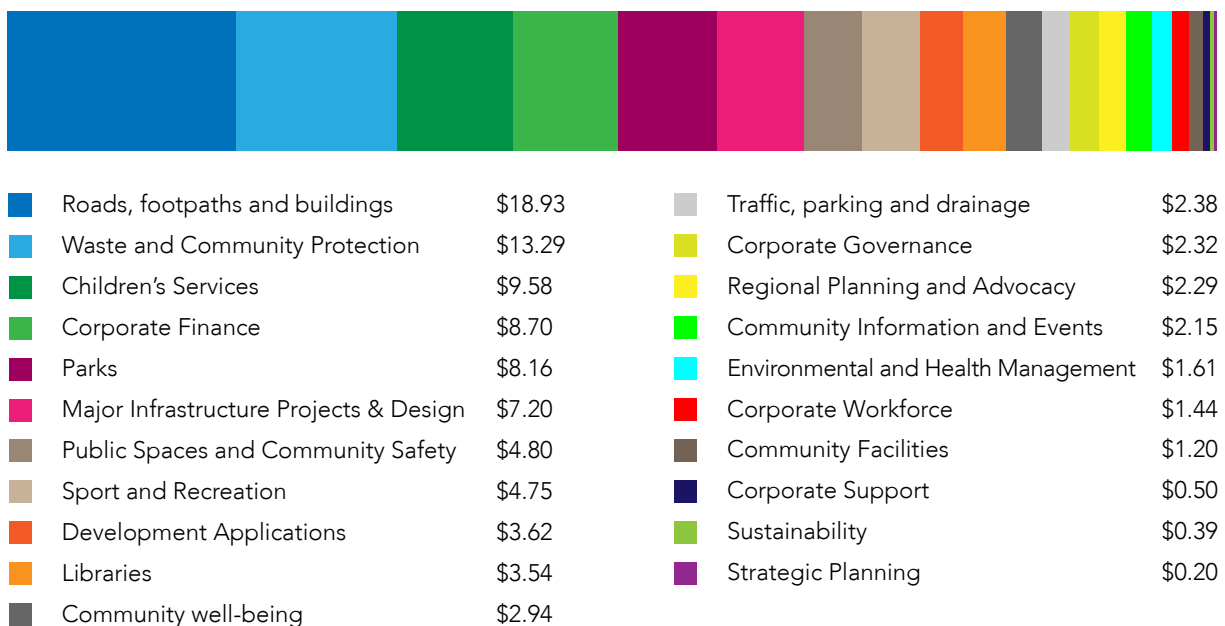 Roads, footpaths and buildings $18.93
Waste and Community Protection $13.29
Children’s Services $9.58
Corporate Finance $8.70
Parks $8.16
Major Infrastructure Projects & Design $7.20
Public Spaces and Community Safety $4.80
Sport and Recreation $4.75
Development Applications $3.62
Libraries $3.54
Community well-being $2.94
Traffic, parking and drainage $2.38
Corporate Governance $2.32
Regional Planning and Advocacy $2.29
Community Information and Events $2.15
Environmental and Health Management $1.61
Corporate Workforce $1.44
Community Facilities $1.20
Corporate Support $0.50
Sustainability $0.39
Strategic Planning $0.20